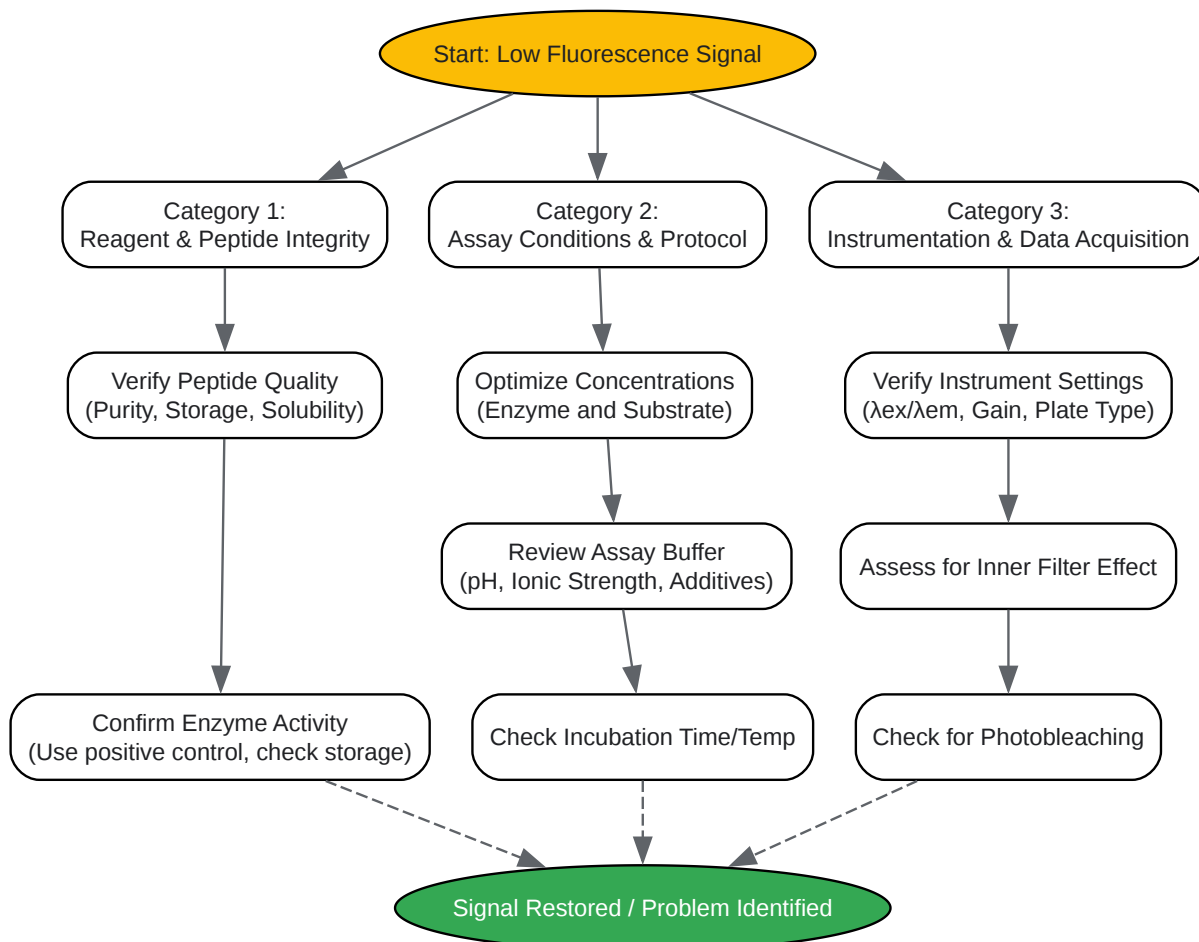 Start: Low Fluorescence Signal
Category 1:
Reagent & Peptide Integrity
Category 2:
Assay Conditions & Protocol
Category 3:
Instrumentation & Data Acquisition
Verify Peptide Quality
(Purity, Storage, Solubility)
Optimize Concentrations
(Enzyme and Substrate)
Verify Instrument Settings
(λex/λem, Gain, Plate Type)
Review Assay Buffer
(pH, Ionic Strength, Additives)
Assess for Inner Filter Effect
Confirm Enzyme Activity
(Use positive control, check storage)
Check Incubation Time/Temp
Check for Photobleaching
Signal Restored / Problem Identified